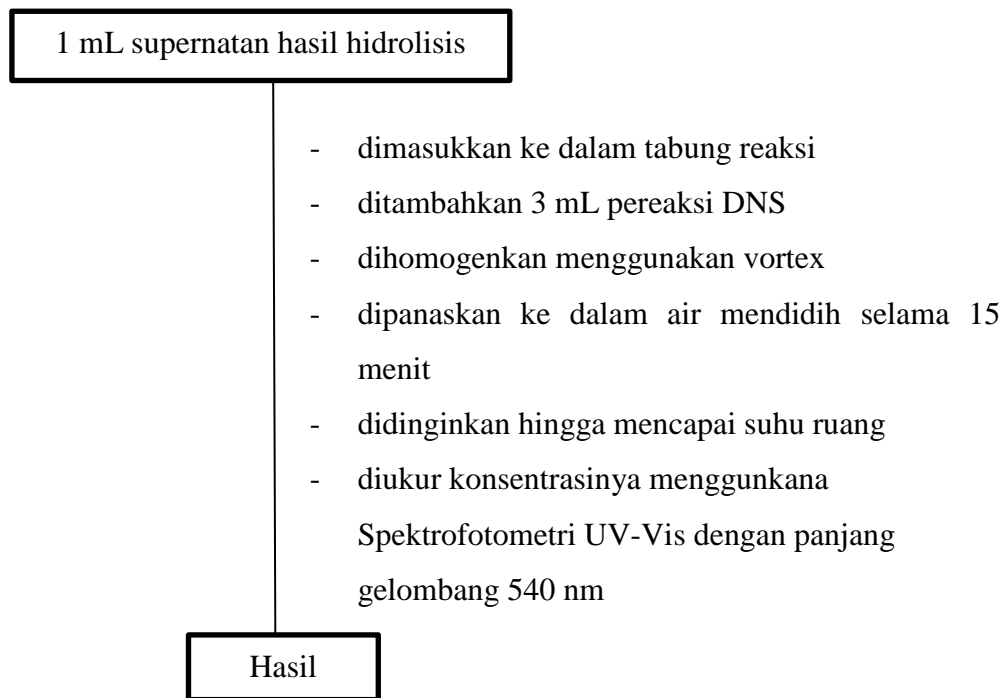 1 mL supernatan hasil hidrolisis
- dimasukkan ke dalam tabung reaksi
- ditambahkan 3 mL pereaksi DNS
- dihomogenkan menggunakan vortex
- dipanaskan ke dalam air mendidih selama 15
menit
- didinginkan hingga mencapai suhu ruang
- diukur konsentrasinya menggunkana
Spektrofotometri UV-Vis dengan panjang
gelombang 540 nm
Hasil